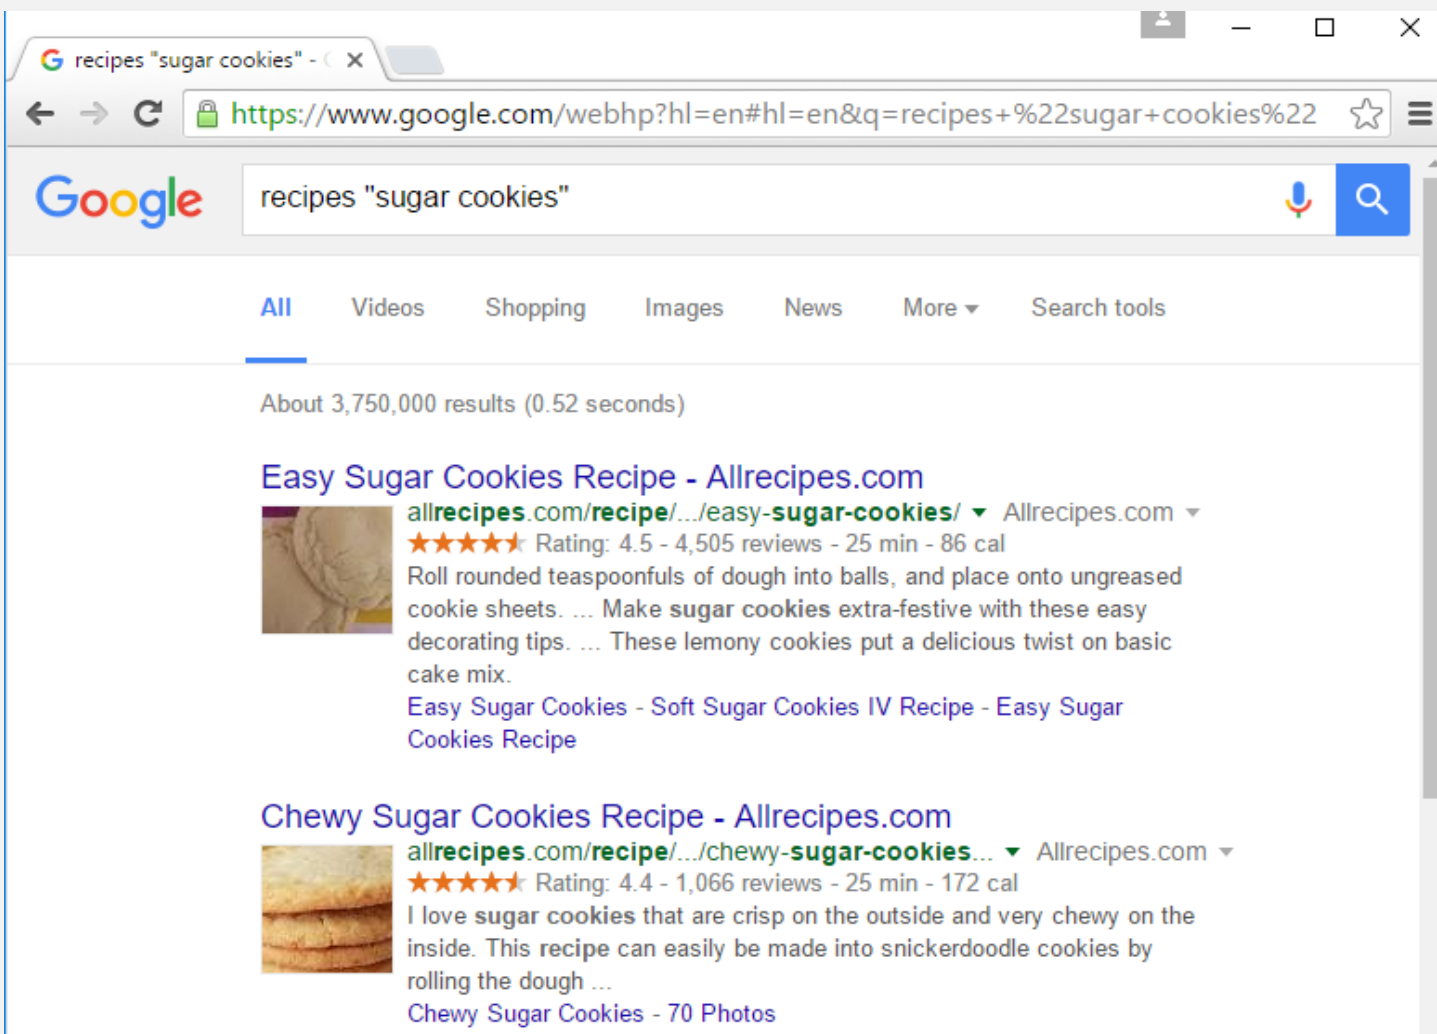 recipes "sugar cookies" -
https://www.google.com/webhp?hl=en#hl=en&q=recipes+%22sugar+cookies%22
Google
recipes "sugar cookies"
All Videos Shopping Images News More Search tools
About 3,750,000 results (0.52 seconds)
Easy Sugar Cookies Recipe - Allrecipes.com
allrecipes.com/recipe/.../easy-sugar-cookies/ Allrecipes.com
Rating: 4.5 - 4,505 reviews - 25 min - 86 cal
Roll rounded teaspoonfuls of dough into balls, and place onto ungreased
cookie sheets. ... Make sugar cookies extra-festive with these easy
decorating tips. ... These lemony cookies put a delicious twist on basic
cake mix.
Easy Sugar Cookies - Soft Sugar Cookies IV Recipe - Easy Sugar
Cookies Recipe
Chewy Sugar Cookies Recipe - Allrecipes.com
allrecipes.com/recipe/.../chewy-sugar-cookies... Allrecipes.com
Rating: 4.4 - 1,066 reviews - 25 min - 172 cal
I love sugar cookies that are crisp on the outside and very chewy on the
inside. This recipe can easily be made into snickerdoodle cookies by
rolling the dough ...
Chewy Sugar Cookies - 70 Photos